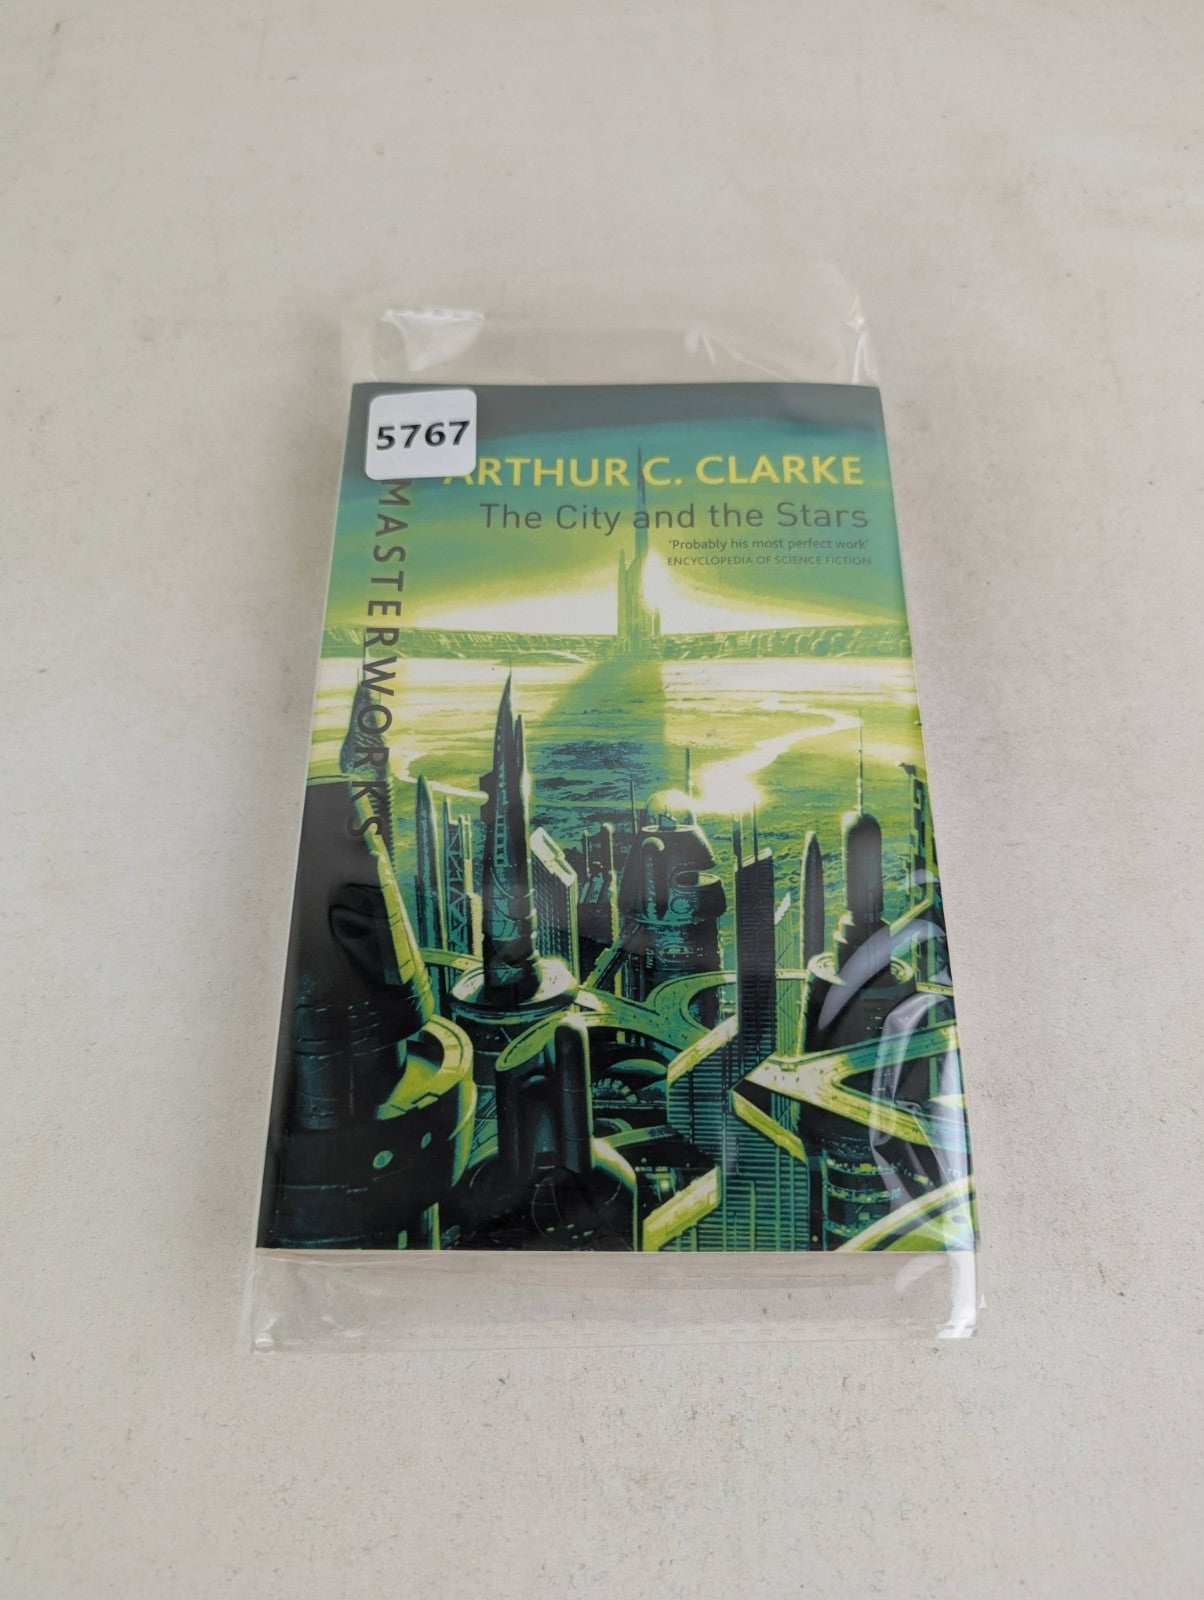 5767
ARTHUR C. CLARKE
The City and the Stars
'Probably his most perfect work'
ENCYCLOPEDIA OF SCIENCE FICTION
MASTERWORKS